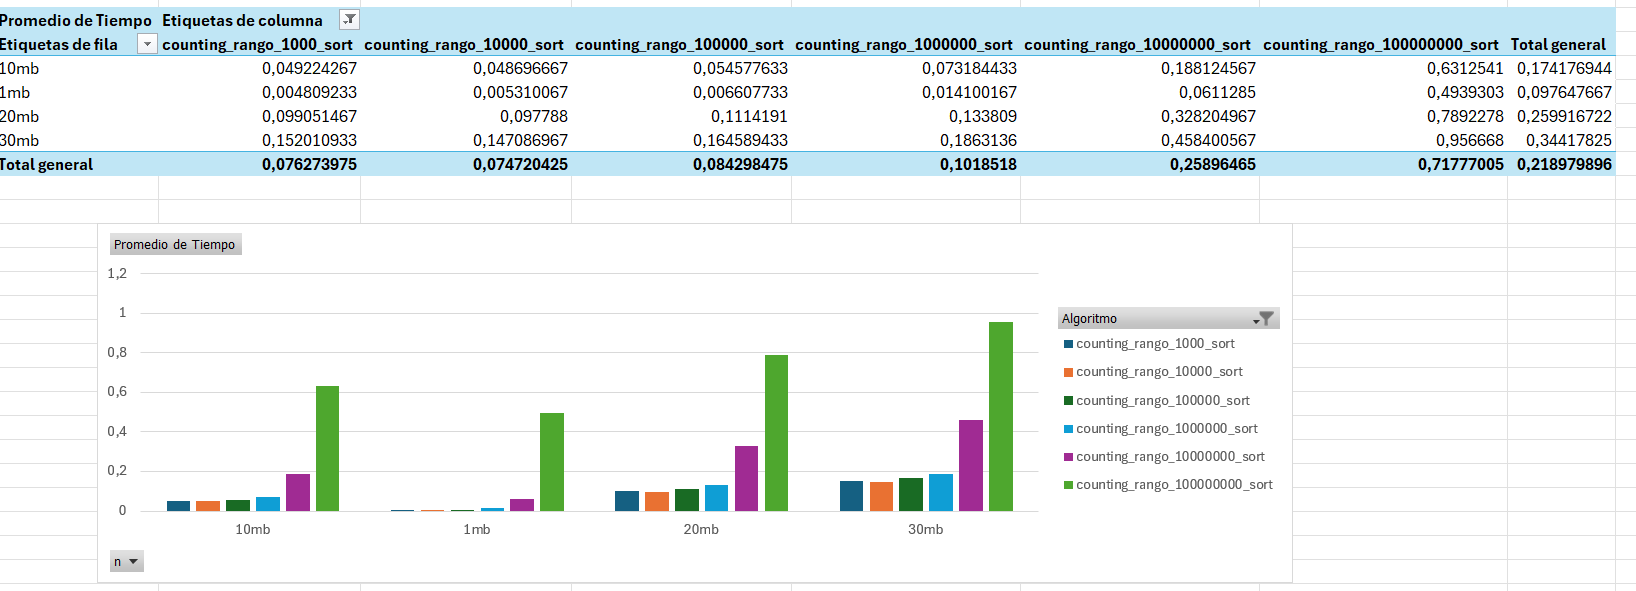 Promedio de Tiempo Etiquetas de columna
Etiquetas de fila counting_rango_1000_sort counting_rango_10000_sort counting_rango_100000_sort counting_rango_1000000_sort counting_rango_10000000_sort counting_rango_100000000_sort Total general
10mb 0,049224267 0,048696667 0,054577633 0,073184433 0,188124567 0,6312541 0,174176944
1mb 0,004809233 0,005310067 0,006607733 0,014100167 0,0611285 0,4939303 0,097647667
20mb 0,099051467 0,097788 0,1114191 0,133809 0,328204967 0,7892278 0,259916722
30mb 0,152010933 0,147086967 0,164589433 0,1863136 0,458400567 0,956668 0,34417825
Total general 0,076273975 0,074720425 0,084298475 0,1018518 0,25896465 0,71777005 0,218979896
Promedio de Tiempo
1,2
1
0,8
0,6
0,4
0,2
0
10mb 1mb 20mb 30mb
Algoritmo
counting_rango_1000_sort
counting_rango_10000_sort
counting_rango_100000_sort
counting_rango_1000000_sort
counting_rango_10000000_sort
counting_rango_100000000_sort
n